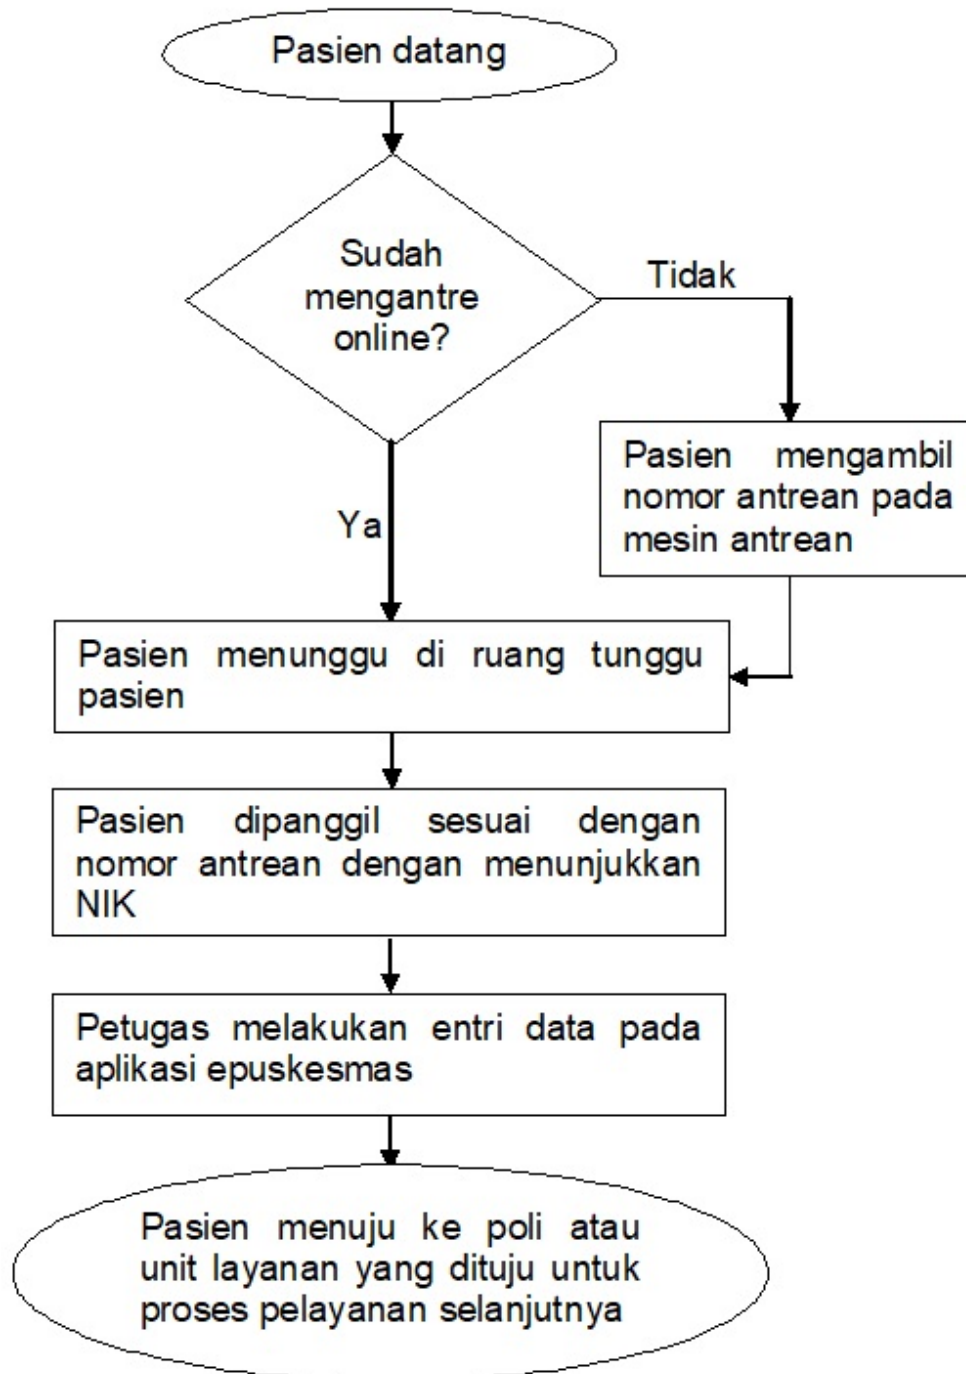 Pasien datang
Sudah
mengantre
online?
Tidak
Pasien mengambil
nomor antrean pada
mesin antrean
Ya
Pasien menunggu di ruang tunggu
pasien
Pasien dipanggil sesuai dengan
nomor antrean dengan menunjukkan
NIK
Petugas melakukan entri data pada
aplikasi epuskesmas
Pasien menuju ke poli atau
unit layanan yang dituju untuk
proses pelayanan selanjutnya